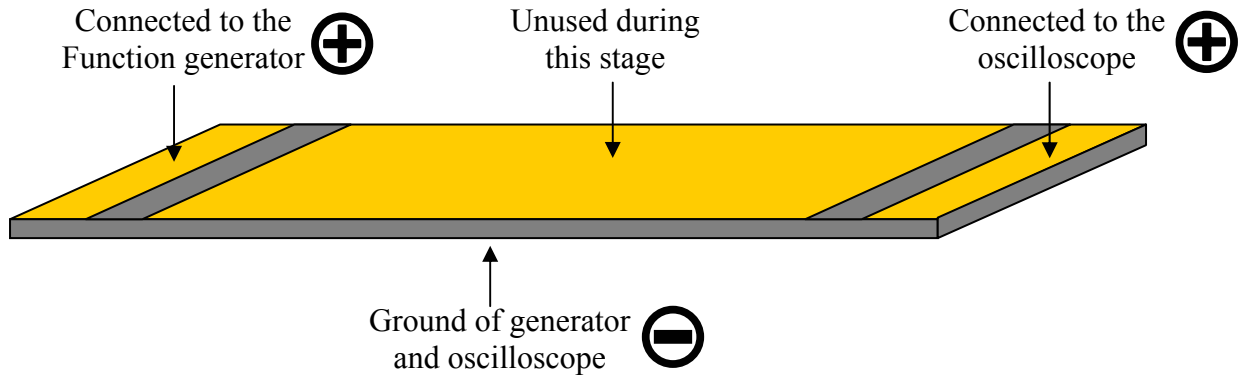 Connected to the
Function generator
Unused during
this stage
Connected to the
oscilloscope
Ground of generator
and oscilloscope